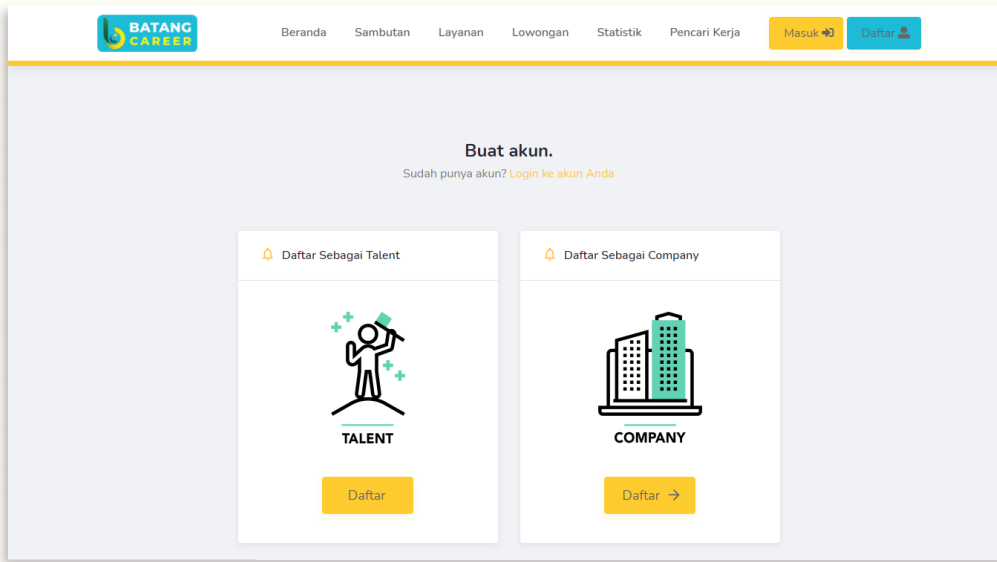 BATANG
CAREER
Beranda Sambutan Layanan Lowongan Statistik Pencari Kerja Masuk Daftar
Buat akun.
Sudah punya akun? Login ke akun Anda
Daftar Sebagai Talent
TALENT
Daftar
Daftar Sebagai Company
COMPANY
Daftar